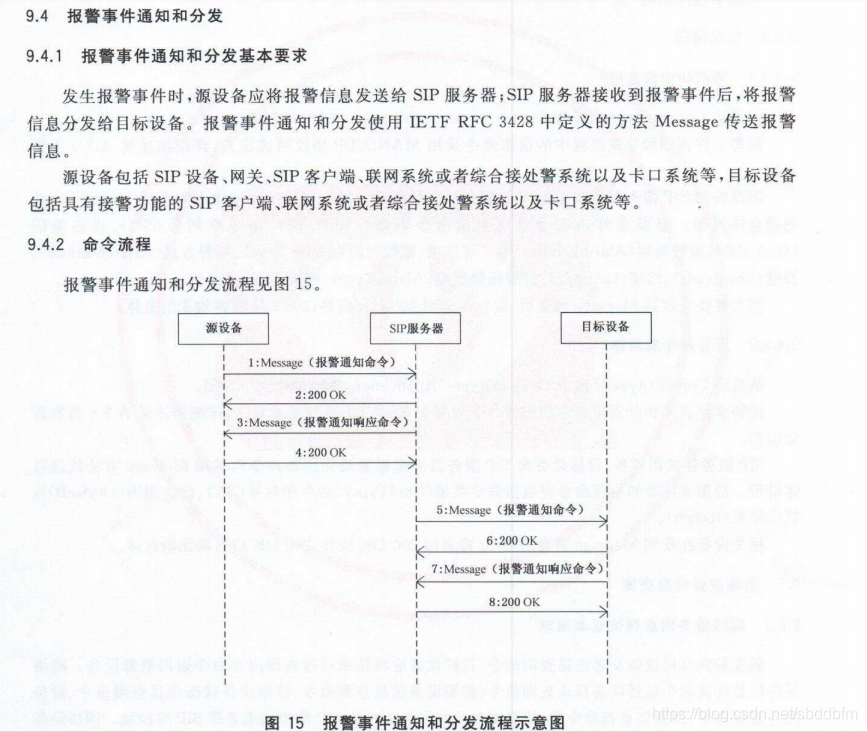 9.4 报警事件通知和分发
9.4.1 报警事件通知和分发基本要求
发生报警事件时,源设备应将报警信息发送给 SIP 服务器;SIP 服务器接收到报警事件后,将报警
信息分发给目标设备。报警事件通知和分发使用 IETF RFC 3428 中定义的方法 Message 传送报警
信息。
源设备包括 SIP 设备、网关、SIP 客户端、联网系统或者综合接处警系统以及卡口系统等,目标设备
包括具有接警功能的 SIP 客户端、联网系统或者综合接处警系统以及卡口系统等。
9.4.2 命令流程
报警事件通知和分发流程见图 15。
源设备
SIP服务器
目标设备
1:Message(报警通知命令)
2:200 OK
3:Message(报警通知响应命令)
4:200 OK
5:Message(报警通知命令)
6:200 OK
7:Message(报警通知响应命令)
8:200 OK
图 15 报警事件通知和分发流程示意图
https://blog.csdn.net/sbddbfm